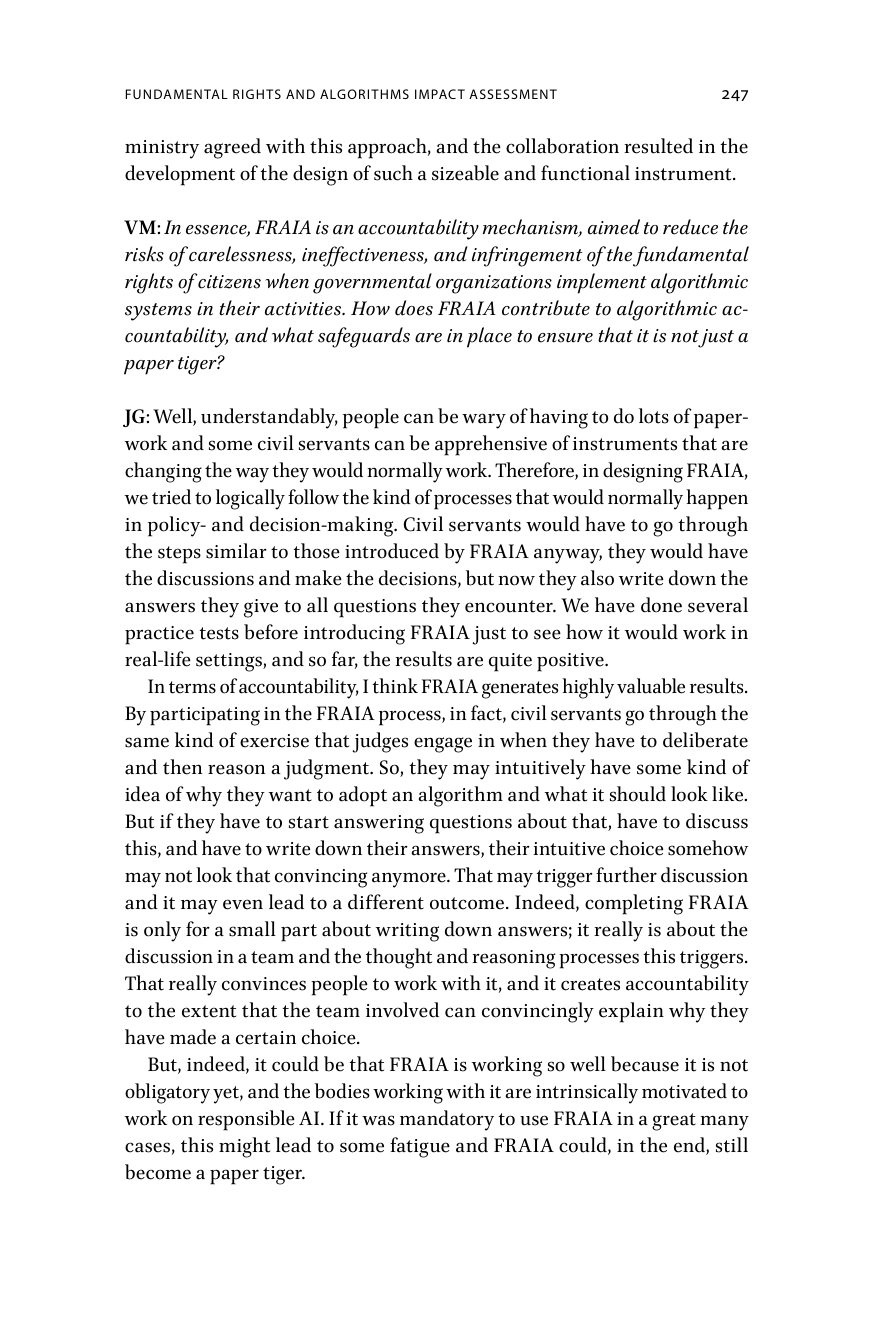 FUNDAMENTAL RIGHTS AND ALGORITHMS IMPACT ASSESSMENT 247
ministry agreed with this approach, and the collaboration resulted in the
development of the design of such a sizeable and functional instrument.
VM: In essence, FRAIA is an accountability mechanism, aimed to reduce the
risks of carelessness, ineffectiveness, and infringement of the fundamental
rights of citizens when governmental organizations implement algorithmic
systems in their activities. How does FRAIA contribute to algorithmic ac-
countability, and what safeguards are in place to ensure that it is not just a
paper tiger?
JG: Well, understandably, people can be wary of having to do lots of paper-
work and some civil servants can be apprehensive of instruments that are
changing the way they would normally work. Therefore, in designing FRAIA,
we tried to logically follow the kind of processes that would normally happen
in policy- and decision-making. Civil servants would have to go through
the steps similar to those introduced by FRAIA anyway, they would have
the discussions and make the decisions, but now they also write down the
answers they give to all questions they encounter. We have done several
practice tests before introducing FRAIA just to see how it would work in
real-life settings, and so far, the results are quite positive.
In terms of accountability, I think FRAIA generates highly valuable results.
By participating in the FRAIA process, in fact, civil servants go through the
same kind of exercise that judges engage in when they have to deliberate
and then reason a judgment. So, they may intuitively have some kind of
idea of why they want to adopt an algorithm and what it should look like.
But if they have to start answering questions about that, have to discuss
this, and have to write down their answers, their intuitive choice somehow
may not look that convincing anymore. That may trigger further discussion
and it may even lead to a different outcome. Indeed, completing FRAIA
is only for a small part about writing down answers; it really is about the
discussion in a team and the thought and reasoning processes this triggers.
That really convinces people to work with it, and it creates accountability
to the extent that the team involved can convincingly explain why they
have made a certain choice.
But, indeed, it could be that FRAIA is working so well because it is not
obligatory yet, and the bodies working with it are intrinsically motivated to
work on responsible AI. If it was mandatory to use FRAIA in a great many
cases, this might lead to some fatigue and FRAIA could, in the end, still
become a paper tiger.